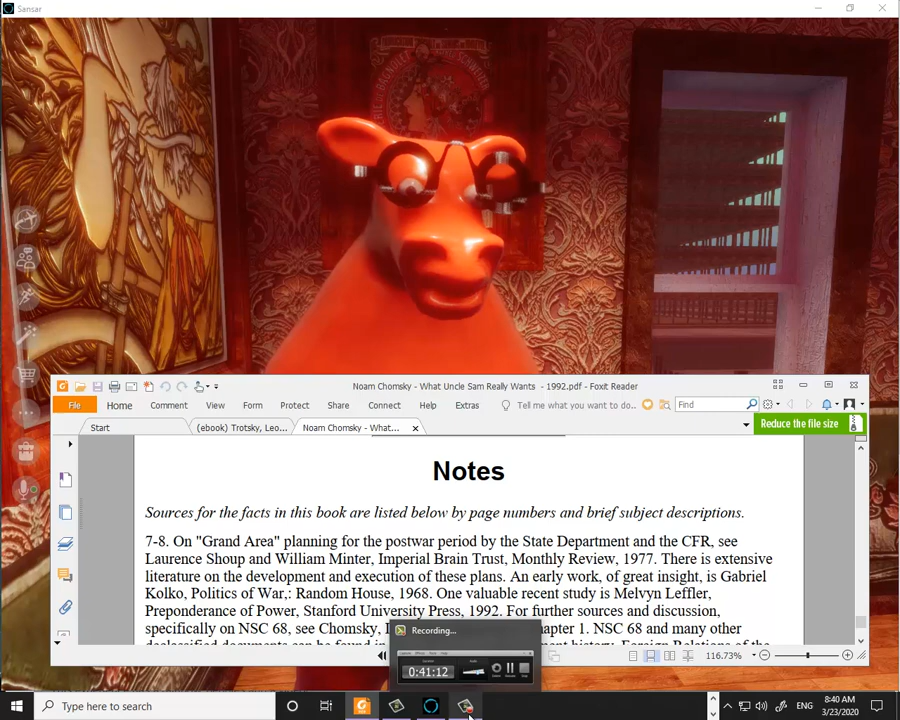 Sansar
Noam Chomsky - What Uncle Sam Really Wants - 1992.pdf - Foxit Reader
File Home Comment View Form Protect Share Connect Help Extras Tell me what you want to do.. Find
Start (ebook) Trotsky, Leo... Noam Chomsky - What... Reduce the file size
Notes
Sources for the facts in this book are listed below by page numbers and brief subject descriptions.
7-8. On "Grand Area" planning for the postwar period by the State Department and the CFR, see
Laurence Shoup and William Minter, Imperial Brain Trust, Monthly Review, 1977. There is extensive
literature on the development and execution of these plans. An early work, of great insight, is Gabriel
Kolko, Politics of War,: Random House, 1968. One valuable recent study is Melvyn Leffler,
Preponderance of Power, Stanford University Press, 1992. For further sources and discussion,
specifically on NSC 68, see Chomsky, hapter 1. NSC 68 and many other
Recording...
0:41:12
116.73%
Type here to search
ENG
8:40 AM
3/23/2020